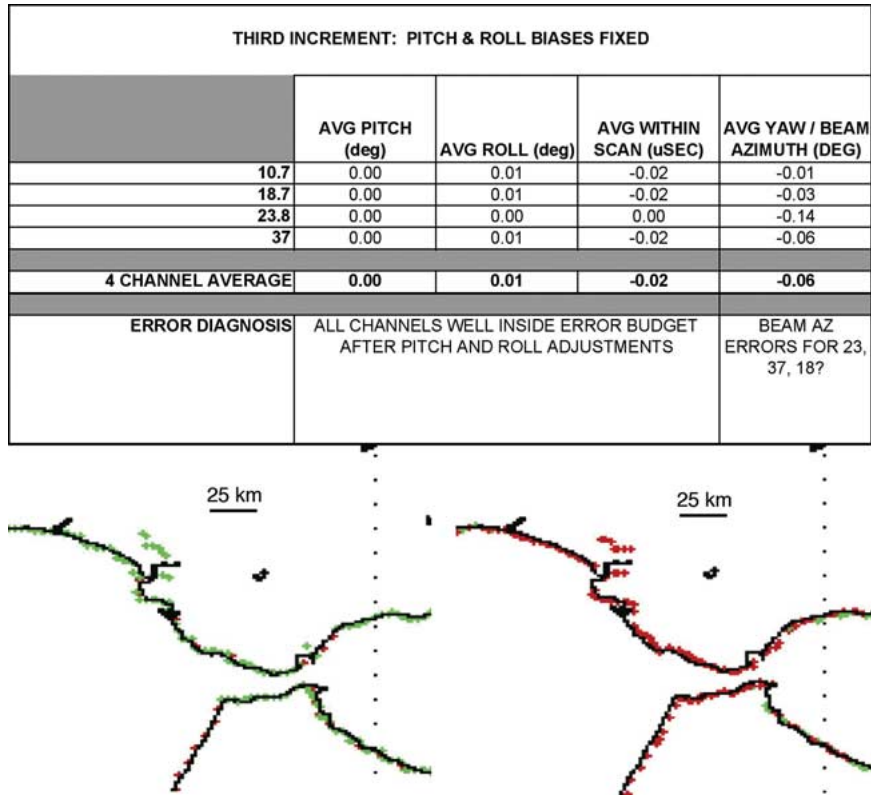 THIRD INCREMENT: PITCH & ROLL BIASES FIXED
AVG PITCH (deg) AVG ROLL (deg) AVG WITHIN SCAN (uSEC) AVG YAW / BEAM AZIMUTH (DEG)
10.7 0.00 0.01 -0.02 -0.01
18.7 0.00 0.01 -0.02 -0.03
23.8 0.00 0.00 0.00 -0.14
37 0.00 0.01 -0.02 -0.06
4 CHANNEL AVERAGE 0.00 0.01 -0.02 -0.06
ERROR DIAGNOSIS
ALL CHANNELS WELL INSIDE ERROR BUDGET
AFTER PITCH AND ROLL ADJUSTMENTS
BEAM AZ
ERRORS FOR 23,
37, 18?
25 km
25 km